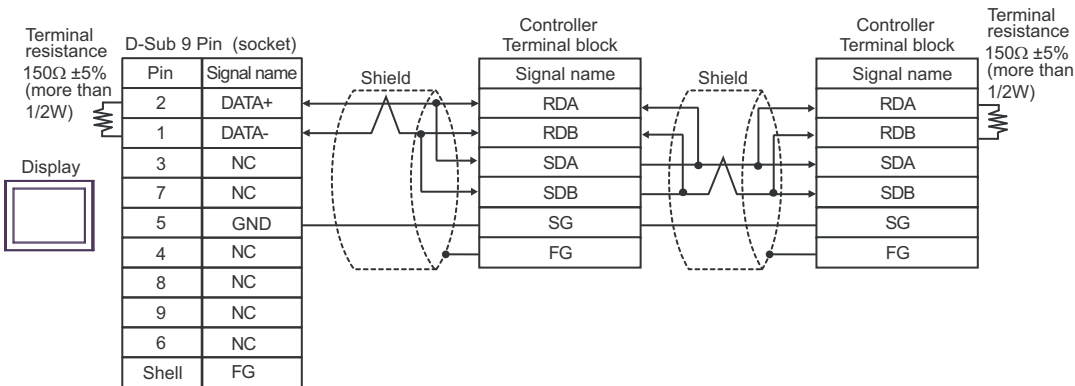 Terminal
resistance
150Ω ±5%
(more than
1/2W)
Display
D-Sub 9 Pin (socket)
Pin Signal name
2 DATA+
1 DATA-
3 NC
7 NC
5 GND
4 NC
8 NC
9 NC
6 NC
Shell FG
Shield
Controller
Terminal block
Signal name
RDA
RDB
SDA
SDB
SG
FG
Shield
Controller
Terminal block
Signal name
RDA
RDB
SDA
SDB
SG
FG
Terminal
resistance
150Ω ±5%
(more than
1/2W)